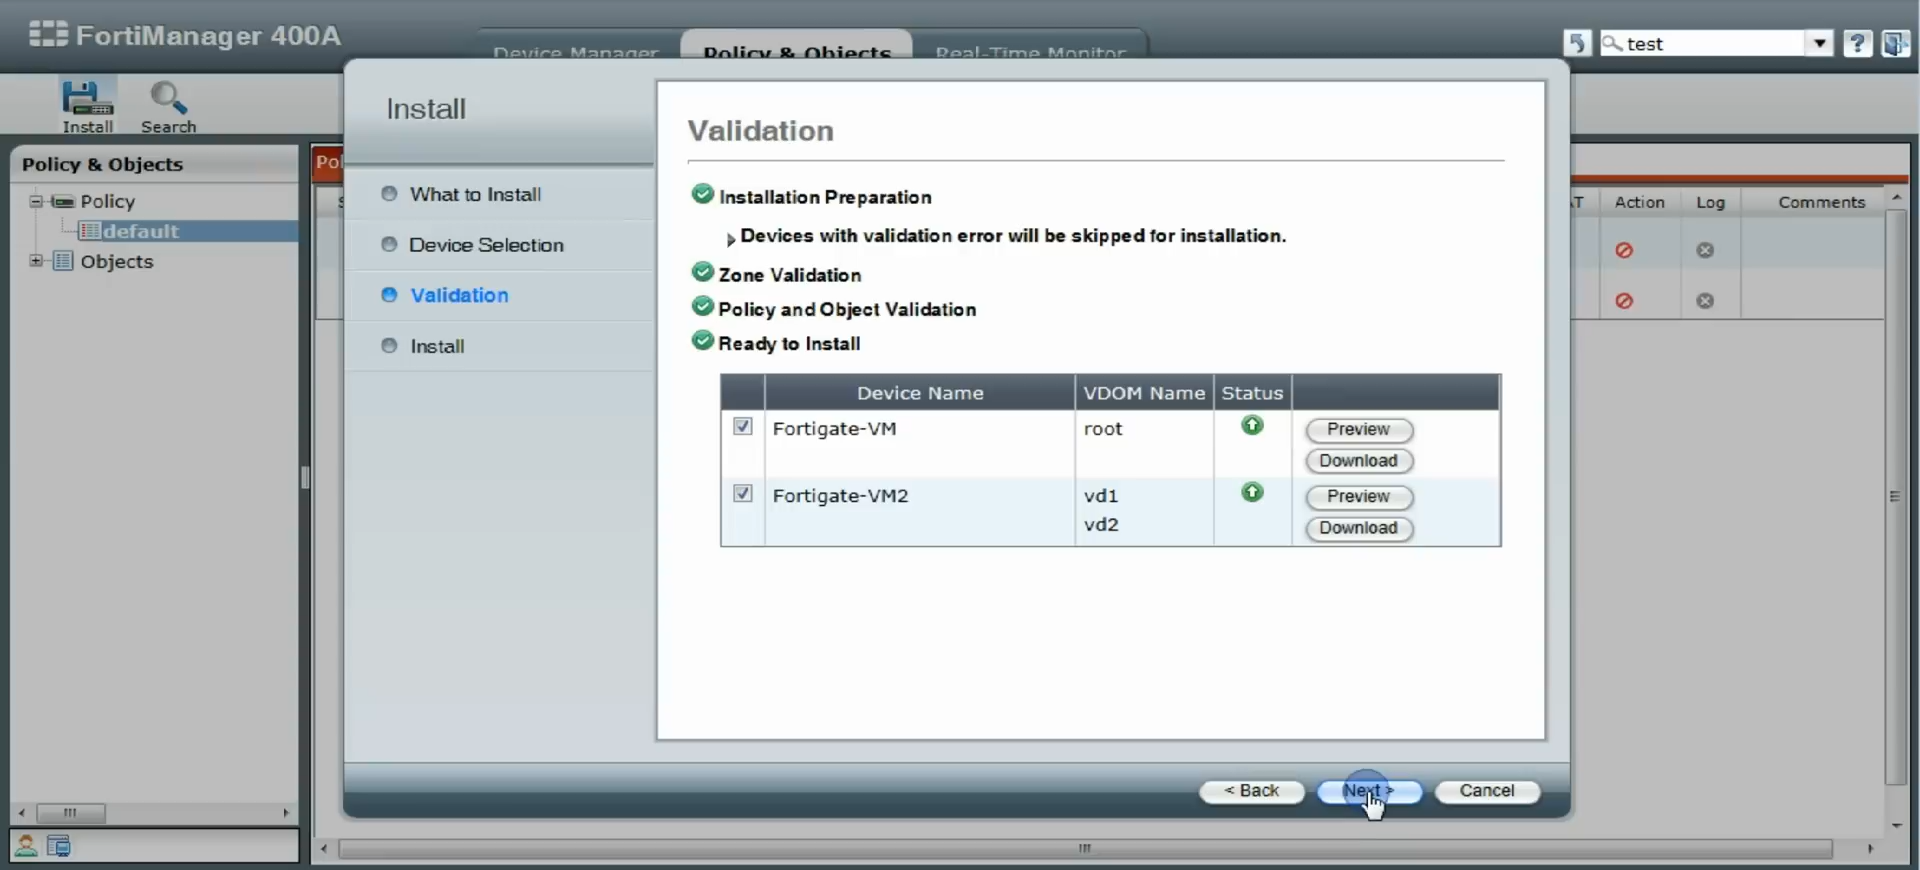 FortiManager 400A
Device Manager
Policy & Objects
Real-Time Monitor
test
?
Install
Search
Policy & Objects
Policy
default
Objects
Pol
Action
Log
Comments
Install
What to Install
Device Selection
Validation
Install
Validation
Installation Preparation
Devices with validation error will be skipped for installation.
Zone Validation
Policy and Object Validation
Ready to Install
Device Name VDOM Name Status
Fortigate-VM root Preview
Download
Fortigate-VM2 vd1 Preview
vd2 Download
< Back
Next >
Cancel